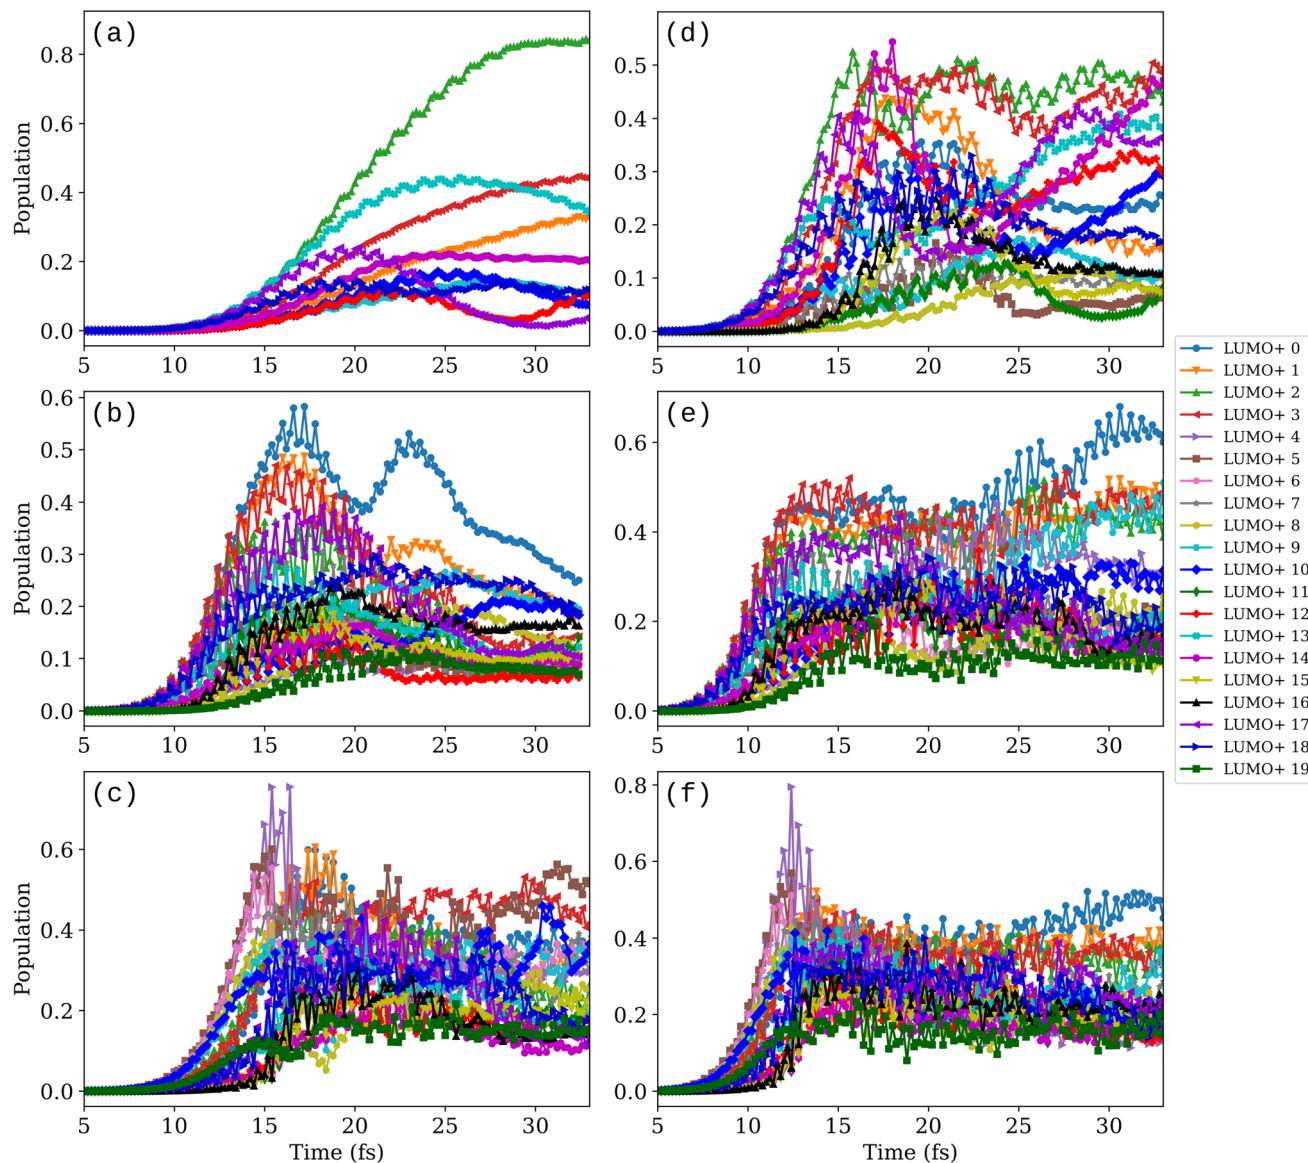 (a)
0.8
0.6
0.4
0.2
0.0
Population
5 10 15 20 25 30
(d)
0.5
0.4
0.3
0.2
0.1
0.0
5 10 15 20 25 30
(b)
0.6
0.5
0.4
0.3
0.2
0.1
0.0
Population
5 10 15 20 25 30
(e)
0.6
0.4
0.2
0.0
5 10 15 20 25 30
(c)
0.6
0.4
0.2
0.0
Population
5 10 15 20 25 30
Time (fs)
(f)
0.8
0.6
0.4
0.2
0.0
5 10 15 20 25 30
Time (fs)
LUMO+ 0
LUMO+ 1
LUMO+ 2
LUMO+ 3
LUMO+ 4
LUMO+ 5
LUMO+ 6
LUMO+ 7
LUMO+ 8
LUMO+ 9
LUMO+ 10
LUMO+ 11
LUMO+ 12
LUMO+ 13
LUMO+ 14
LUMO+ 15
LUMO+ 16
LUMO+ 17
LUMO+ 18
LUMO+ 19